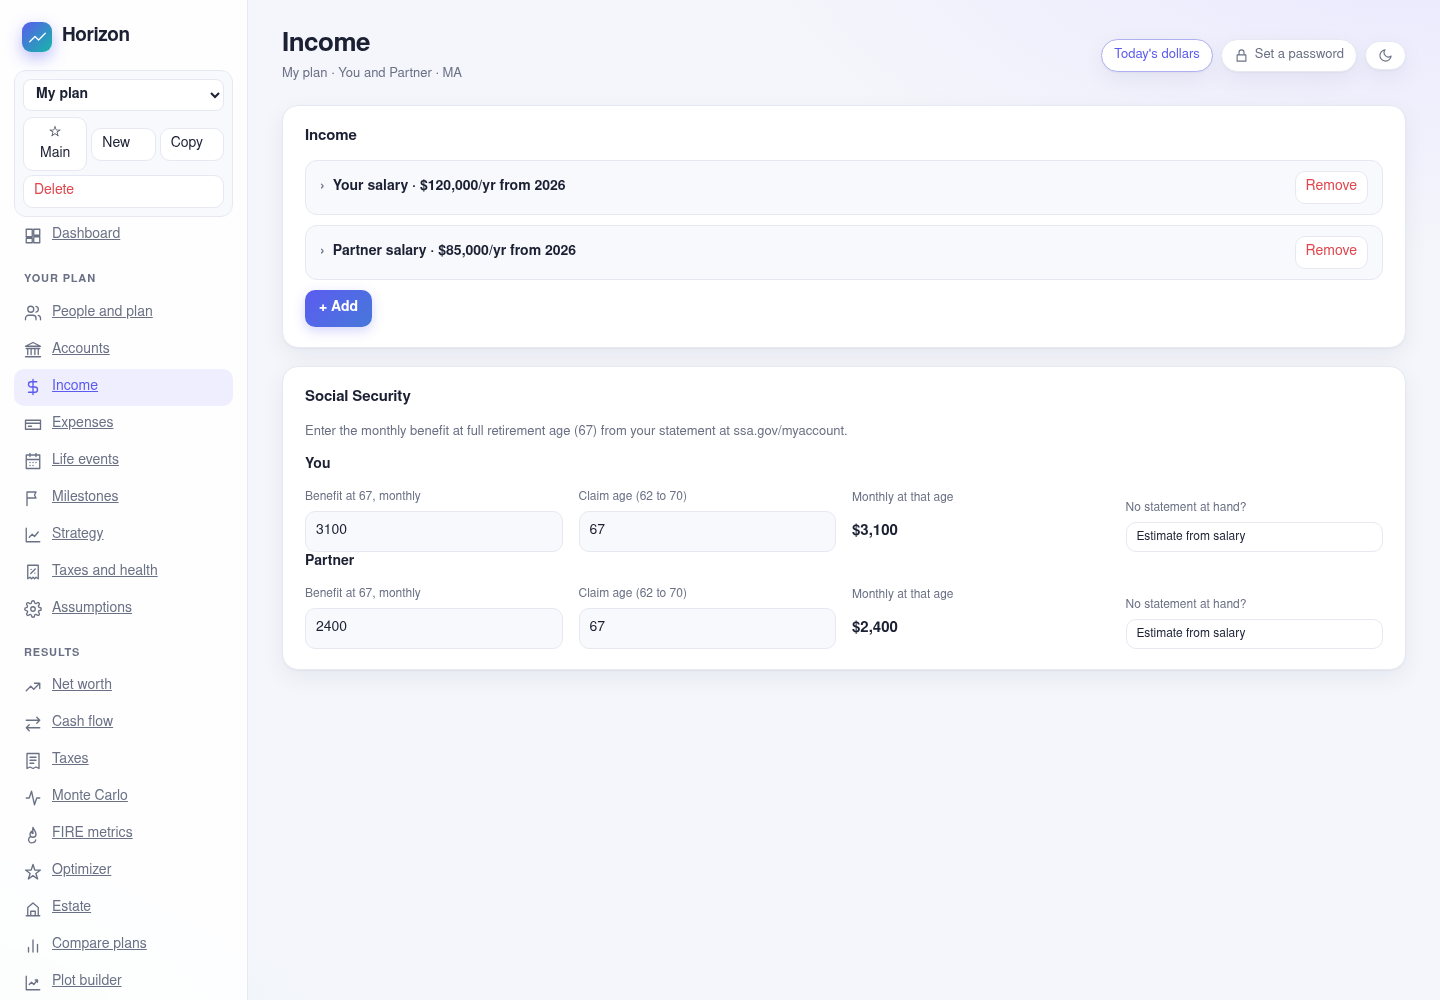 Horizon
My plan
☆
Main
New
Copy
Delete
Dashboard
YOUR PLAN
People and plan
Accounts
Income
Expenses
Life events
Milestones
Strategy
Taxes and health
Assumptions
RESULTS
Net worth
Cash flow
Taxes
Monte Carlo
FIRE metrics
Optimizer
Estate
Compare plans
Plot builder
Income
My plan · You and Partner · MA
Today's dollars
Set a password
Income
› Your salary · $120,000/yr from 2026
Remove
› Partner salary · $85,000/yr from 2026
Remove
+ Add
Social Security
Enter the monthly benefit at full retirement age (67) from your statement at ssa.gov/myaccount.
You
Benefit at 67, monthly
3100
Claim age (62 to 70)
67
Monthly at that age
$3,100
No statement at hand?
Estimate from salary
Partner
Benefit at 67, monthly
2400
Claim age (62 to 70)
67
Monthly at that age
$2,400
No statement at hand?
Estimate from salary